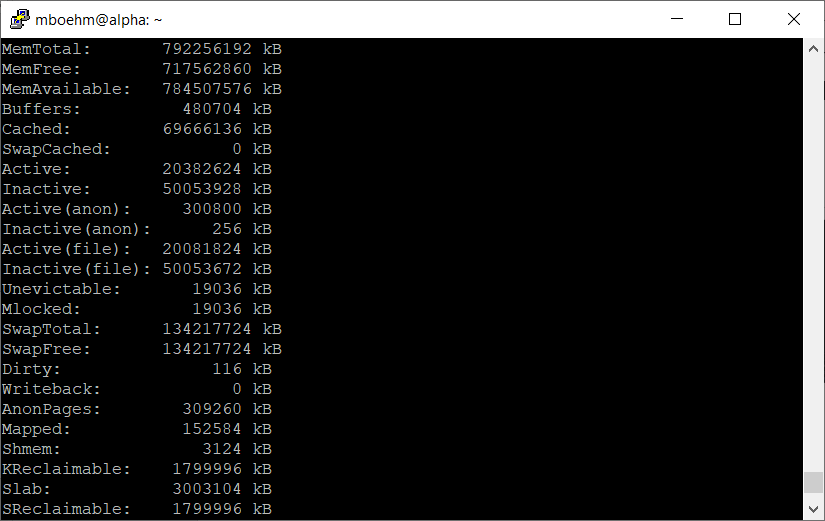 mboehm@alpha: ~
MemTotal:       792256192 kB
MemFree:        717562860 kB
MemAvailable:   784507576 kB
Buffers:          480704 kB
Cached:         69666136 kB
SwapCached:            0 kB
Active:         20382624 kB
Inactive:       50053928 kB
Active(anon):     300800 kB
Inactive(anon):      256 kB
Active(file):   20081824 kB
Inactive(file): 50053672 kB
Unevictable:       19036 kB
Mlocked:           19036 kB
SwapTotal:      134217724 kB
SwapFree:       134217724 kB
Dirty:               116 kB
Writeback:             0 kB
AnonPages:        309260 kB
Mapped:           152584 kB
Shmem:              3124 kB
KReclaimable:    1799996 kB
Slab:            3003104 kB
SReclaimable:    1799996 kB